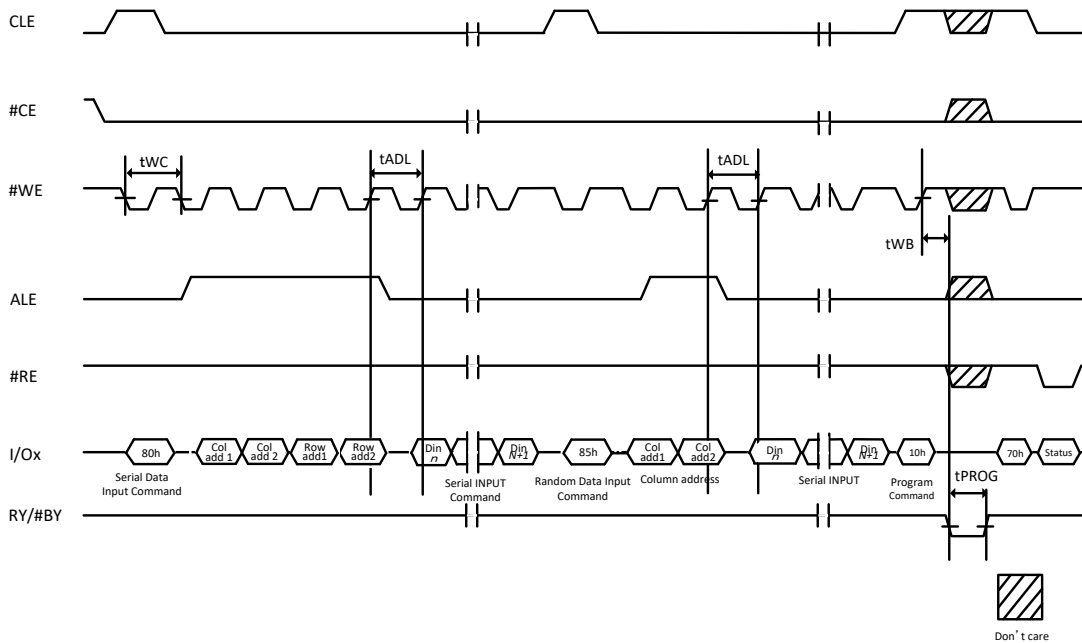 CLE
#CE
tWC
tADL
tADL
#WE
tWB
ALE
#RE
I/Ox
80h
Col
add 1
Col
add 2
Row
add1
Row
add2
Din
n
Din
N+1
85h
Col
add1
Col
add2
Din
n
Din
N+1
10h
70h
Status
Serial Data
Input Command
Serial INPUT
Command
Random Data Input
Command
Column address
Serial INPUT
Program
Command
tPROG
RY/#BY
Don't care